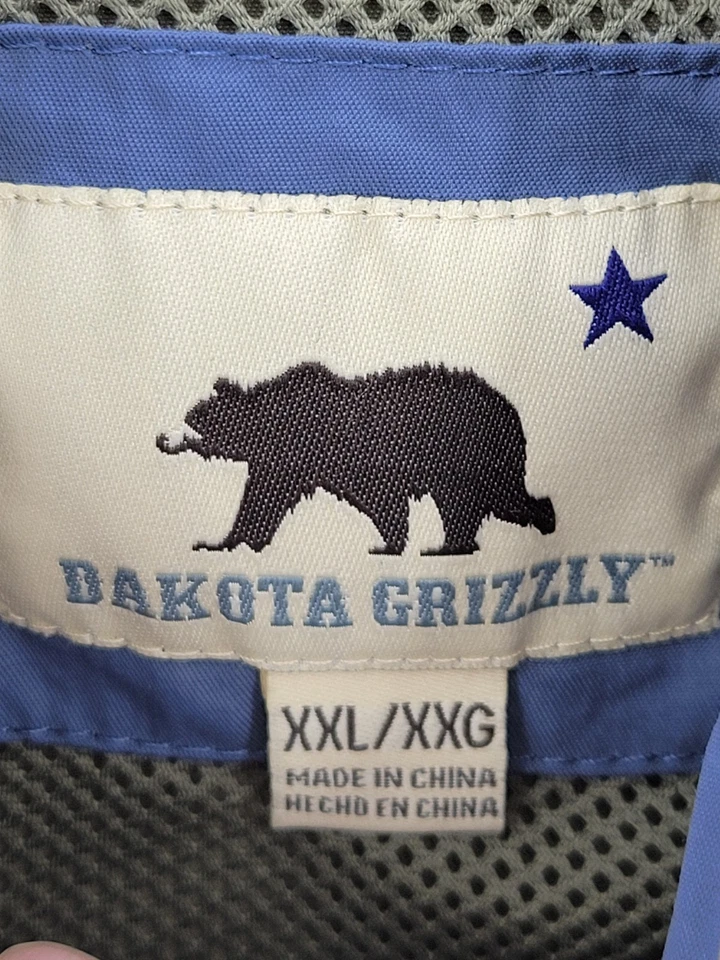 DAKOTA GRIZZLY™
XXL/XXG
MADE IN CHINA
HECHO EN CHINA